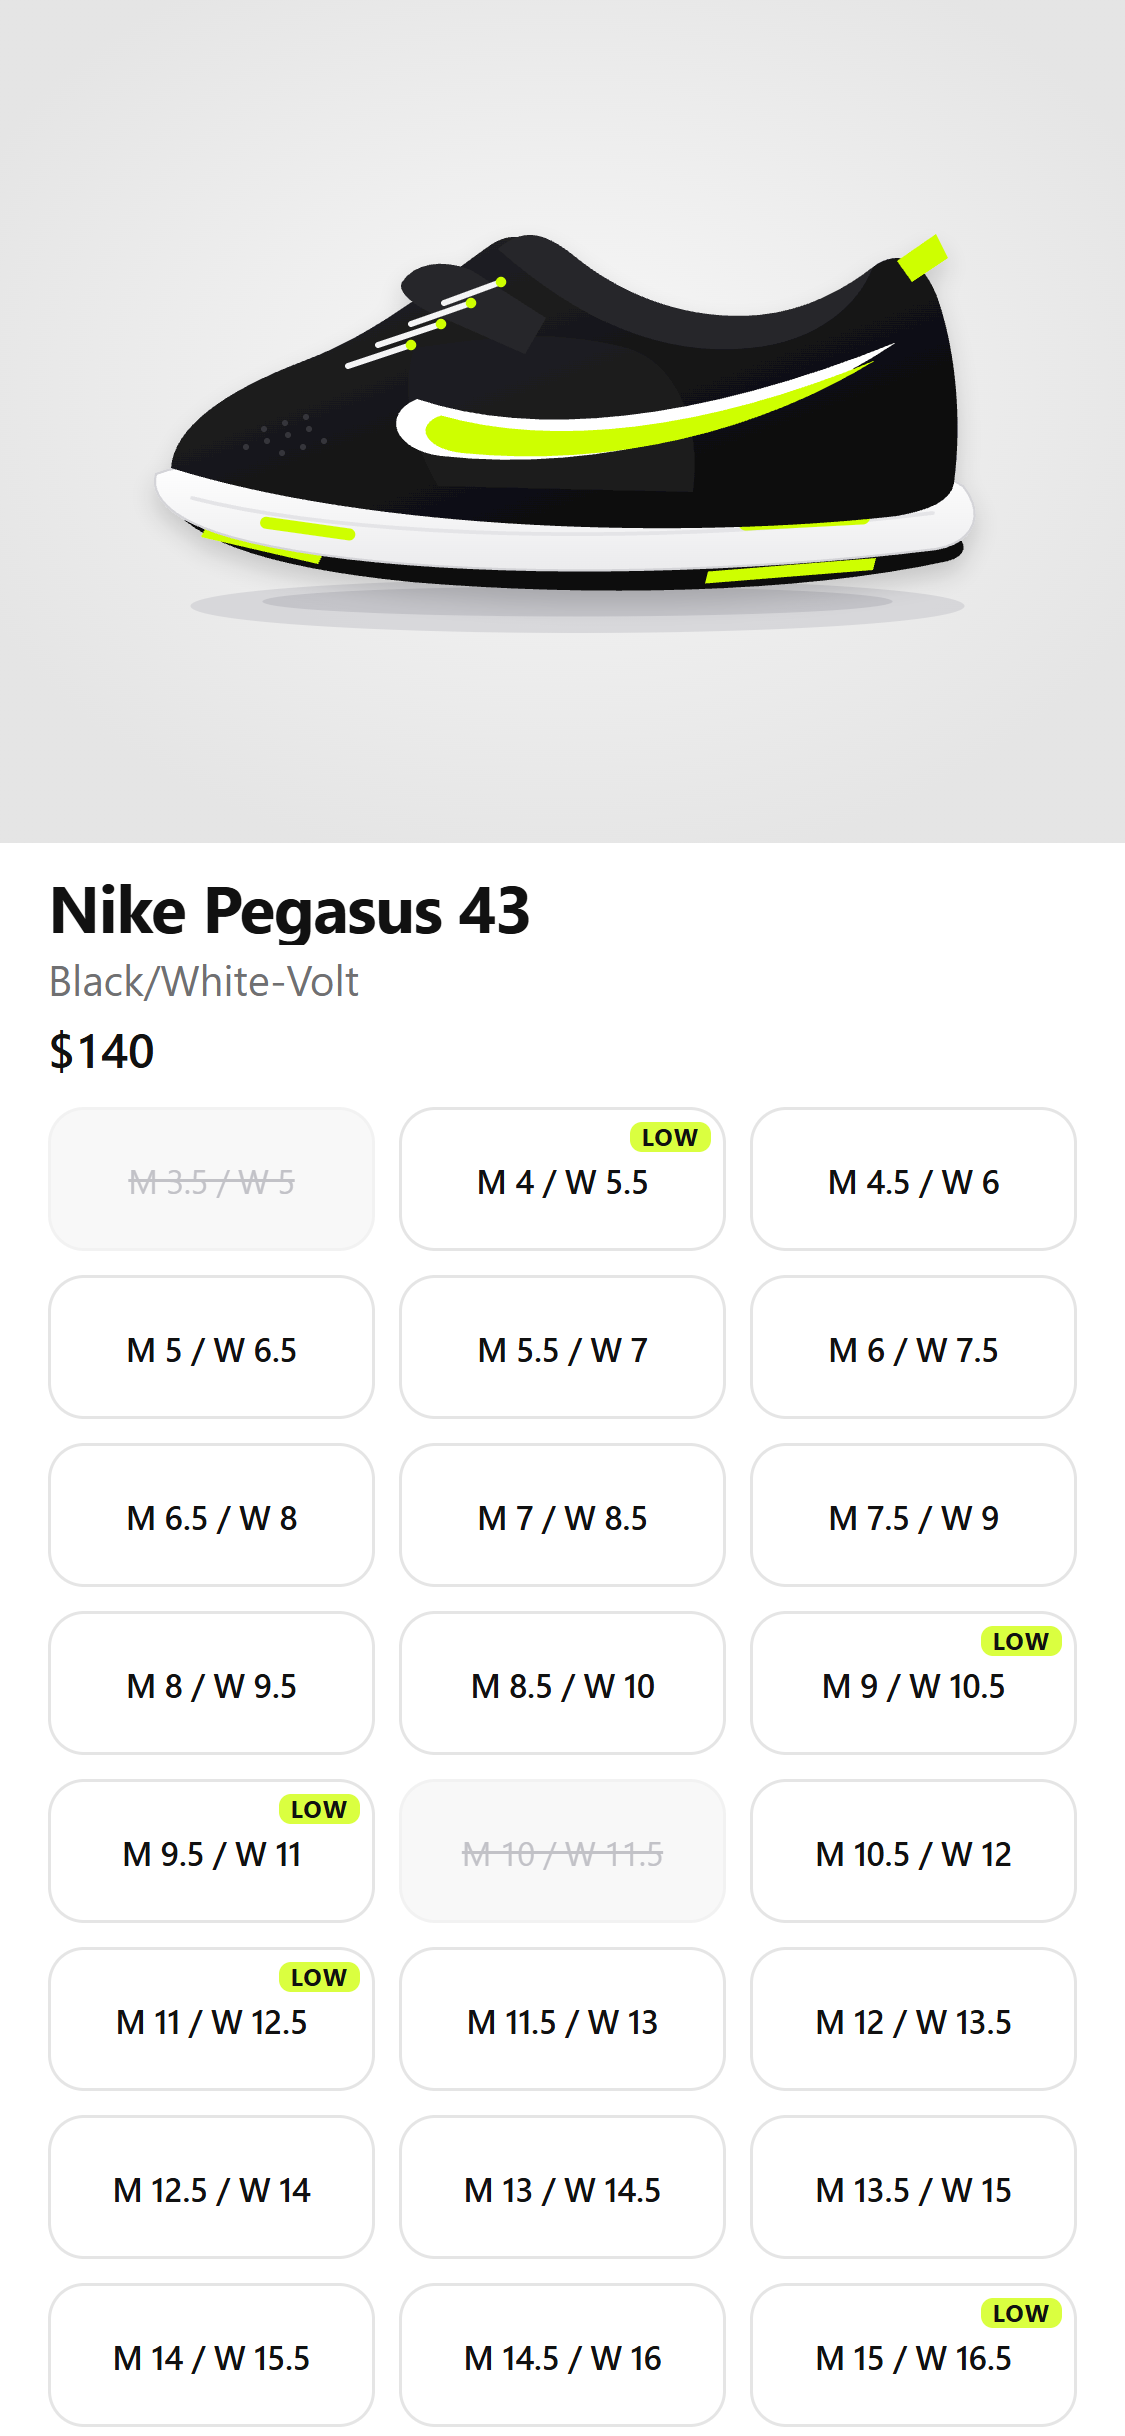 Nike Pegasus 43
Black/White-Volt
$140
M 3.5 / W 5
LOW
M 4 / W 5.5
M 4.5 / W 6
M 5 / W 6.5
M 5.5 / W 7
M 6 / W 7.5
M 6.5 / W 8
M 7 / W 8.5
M 7.5 / W 9
M 8 / W 9.5
M 8.5 / W 10
LOW
M 9 / W 10.5
LOW
M 9.5 / W 11
M 10 / W 11.5
M 10.5 / W 12
LOW
M 11 / W 12.5
M 11.5 / W 13
M 12 / W 13.5
M 12.5 / W 14
M 13 / W 14.5
M 13.5 / W 15
M 14 / W 15.5
M 14.5 / W 16
LOW
M 15 / W 16.5